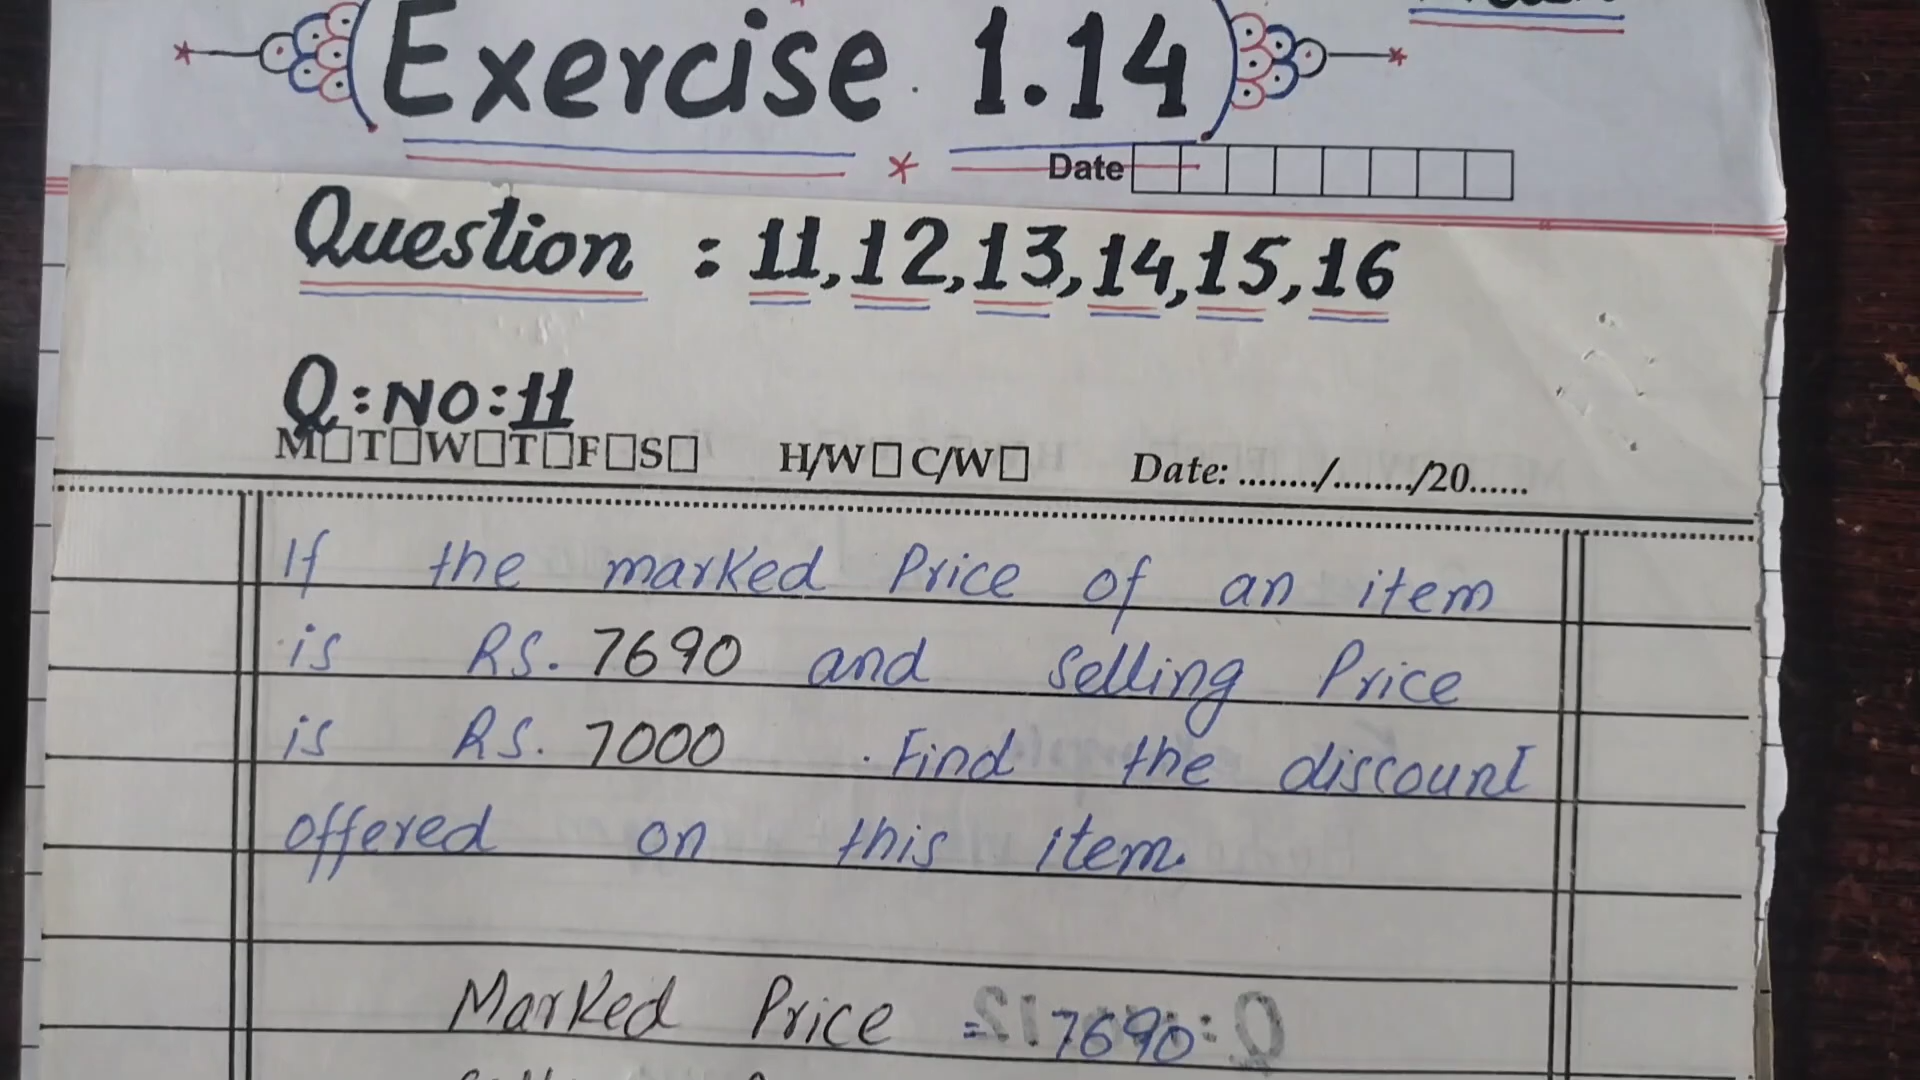 Exercise 1.14
Date
Question : 11,12,13,14,15,16
Q:NO:11
M□T□W□T□F□S□ H/W□ C/W□ Date: ......../......../20......
If the marked Price of an item
is RS. 7690 and Selling Price
is RS. 7000 . Find the discount
offered on this item.
Marked Price = 7690